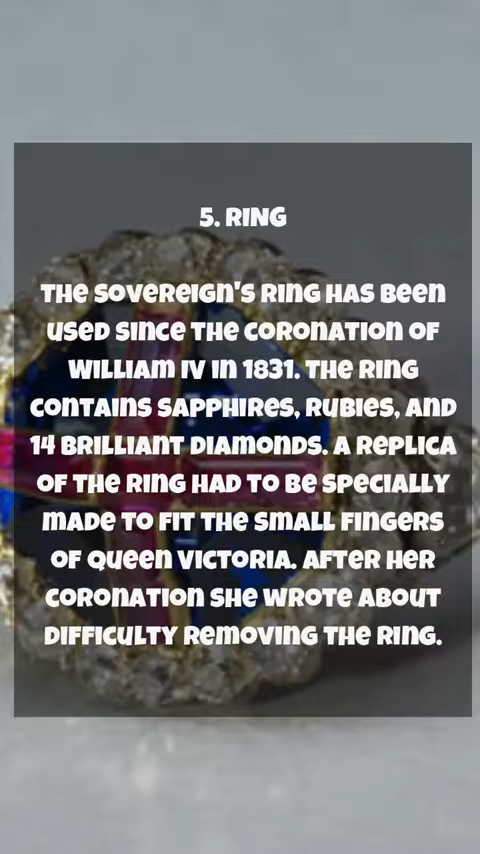 5. RING
THE SOVEREIGN'S RING HAS BEEN
USED SINCE THE CORONATION OF
WILLIAM IV IN 1831. THE RING
CONTAINS SAPPHIRES, RUBIES, AND
14 BRILLIANT DIAMONDS. A REPLICA
OF THE RING HAD TO BE SPECIALLY
MADE TO FIT THE SMALL FINGERS
OF QUEEN VICTORIA. AFTER HER
CORONATION SHE WROTE ABOUT
DIFFICULTY REMOVING THE RING.